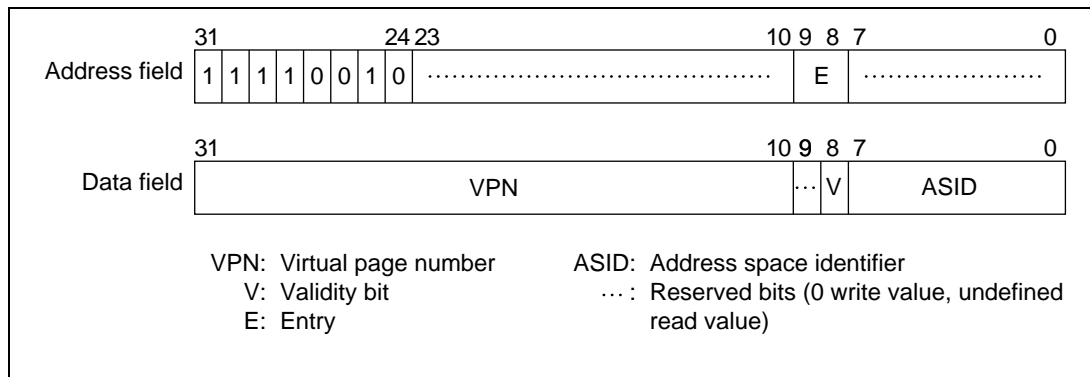 31 24 23 10 9 8 7 0
Address field 1 1 1 1 0 0 1 0 ⋯ E ⋯
31 10 9 8 7 0
Data field VPN ⋯ V ASID
VPN: Virtual page number ASID: Address space identifier
V: Validity bit ⋯: Reserved bits (0 write value, undefined
E: Entry read value)